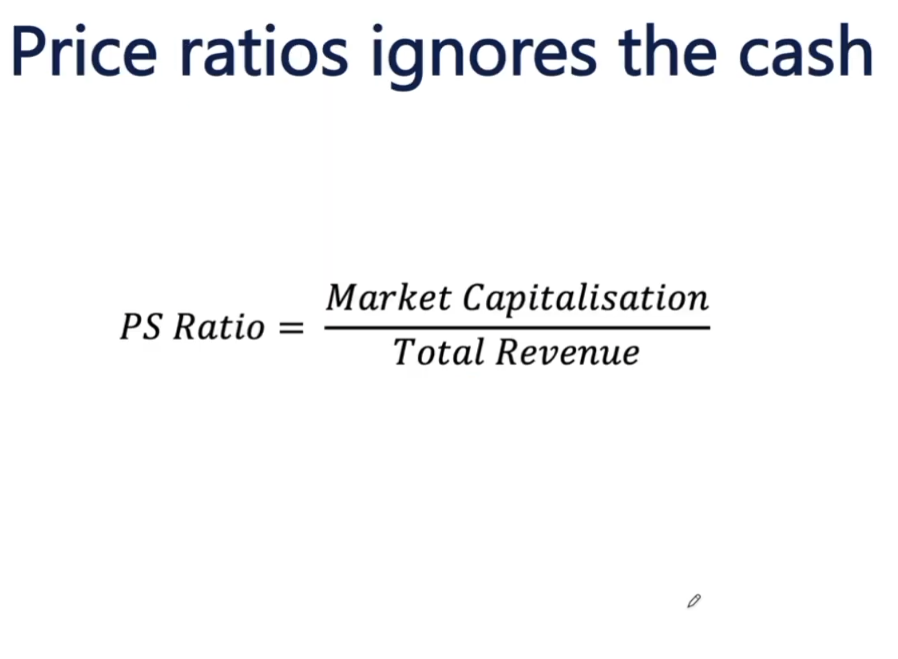 Price ratios ignores the cash
PS Ratio = Market Capitalisation
Total Revenue